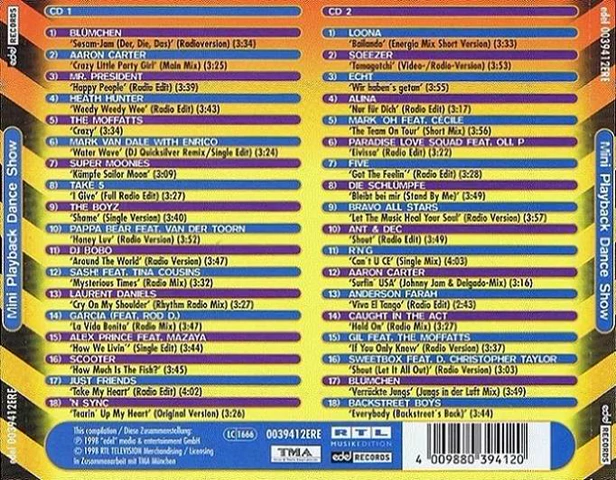 CD 1
1) BLÜMCHEN
'Sesam-Jam (Der, Die, Das)' (Radioversion) (3:34)
2) AARON CARTER
'Crazy Little Party Girl' (Main Mix) (3:25)
3) MR. PRESIDENT
'Happy People' (Radio Edit) (3:39)
4) HEATH HUNTER
'Weedy Weedy Woe' (Radio Edit) (3:43)
5) THE MOFFATTS
'Crazy' (3:34)
6) MARK VAN DALE WITH ENRICO
'Water Wave' (DJ Quicksilver Remix/Single Edit) (3:24)
7) SUPER MOONIES
'Kämpfe Sailor Moon' (3:09)
8) TAKE 5
'I Give' (Full Radio Edit) (3:27)
9) THE BOYZ
'Shame' (Single Version) (3:40)
10) PAPPA BEAR FEAT. VAN DER TOORN
'Honey Luv' (Radio Version) (3:52)
11) DJ BOBO
'Around The World' (Radio Version) (3:47)
12) SASH! FEAT. TINA COUSINS
'Mysterious Times' (Radio Mix) (3:32)
13) LAURENT DANIELS
'Cry On My Shoulder' (Rhythm Radio Mix) (3:27)
14) GARCIA (FEAT. ROD D.)
'La Vida Bonita' (Radio Mix) (3:47)
15) ALEX PRINCE FEAT. MAZAYA
'How We Livin'' (Single Edit) (3:44)
16) SCOOTER
'How Much Is The Fish?' (3:45)
17) JUST FRIENDS
'Take My Heart' (Radio Edit) (4:02)
18) 'N SYNC
'Tearin' Up My Heart' (Original Version) (3:26)
CD 2
1) LOONA
'Bailando' (Energia Mix Short Version) (3:33)
2) SQEEZER
'Tamagotchi' (Video-/Radio-Version) (3:53)
3) ECHT
'Wir haben's getan' (3:55)
4) ALINA
'Nur für Dich' (Radio Edit) (3:17)
5) MARK 'OH FEAT. CÉCILE
'The Team On Tour' (Short Mix) (3:56)
6) PARADISE LOVE SQUAD FEAT. OLI. P
'Eivissa' (Radio Edit) (3:22)
7) FIVE
'Got The Feelin'' (Radio Edit) (3:28)
8) DIE SCHLÜMPFE
'Bleibt bei mir (Stand By Me)' (3:49)
9) BRAVO ALL STARS
'Let The Music Heal Your Soul' (Radio Version) (3:57)
10) ANT & DEC
'Shout' (Radio Edit) (3:49)
11) R'N'G
'Can't U CE' (Single Mix) (4:03)
12) AARON CARTER
'Surfin' USA' (Johnny Jam & Delgado-Mix) (3:16)
13) ANDERSON FARAH
'Viva El Tango' (Radio Edit) (2:43)
14) CAUGHT IN THE ACT
'Hold On' (Radio Mix) (3:27)
15) GIL FEAT. THE MOFFATTS
'If You Only Know' (Radio Version) (3:37)
16) SWEETBOX FEAT. D. CHRISTOPHER TAYLOR
'Shout (Let It All Out)' (Radio Version) (3:03)
17) BLÜMCHEN
'Verrückte Jungs' (Jungs in der Luft Mix) (3:39)
18) BACKSTREET BOYS
'Everybody (Backstreet's Back)' (3:44)
This compilation / Diese Zusammenstellung:
Ⓟ 1998 "edel" media & entertainment GmbH
© 1998 RTL TELEVISION Merchandising / Licensing
In Zusammenarbeit mit TMA München
LC 1666
0039412ERE
TMA
RTL
MUSIKEDITION
edel RECORDS
4 009880 394120
edel RECORDS
Mini Playback Dance Show
edel 0039412ERE
edel 0039412ERE
Mini Playback Dance Show
edel RECORDS